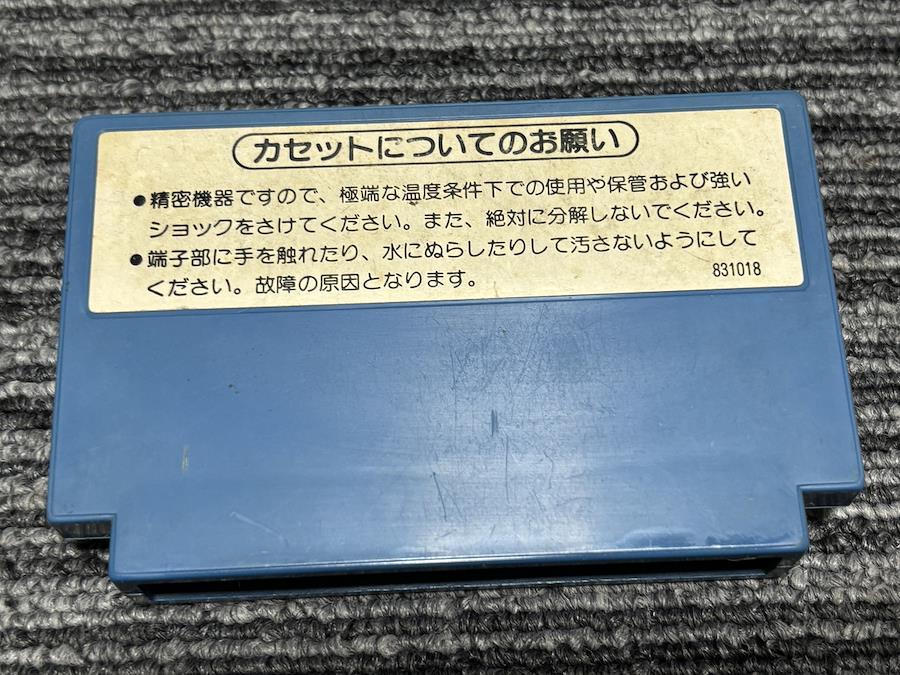 カセットについてのお願い
●精密機器ですので、極端な温度条件下での使用や保管および強い
ショックをさけてください。また、絶対に分解しないでください。
●端子部に手を触れたり、水にぬらしたりして汚さないようにして
ください。故障の原因となります。
831018